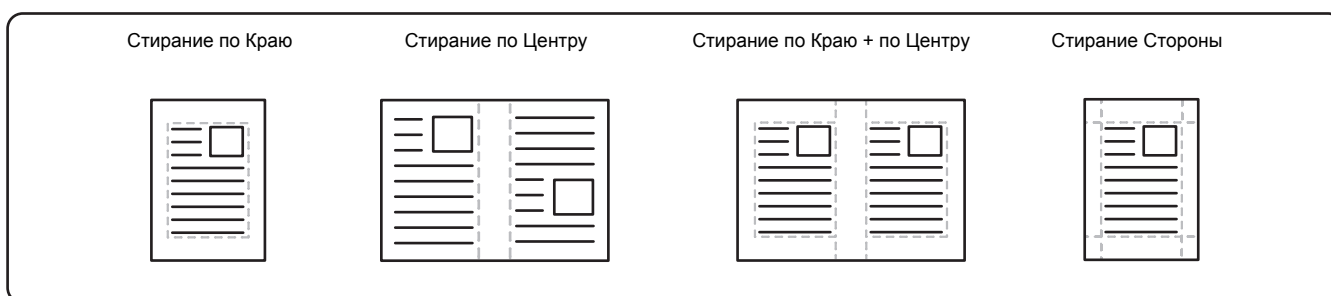 Стирание по Краю
Стирание по Центру
Стирание по Краю + по Центру
Стирание Стороны